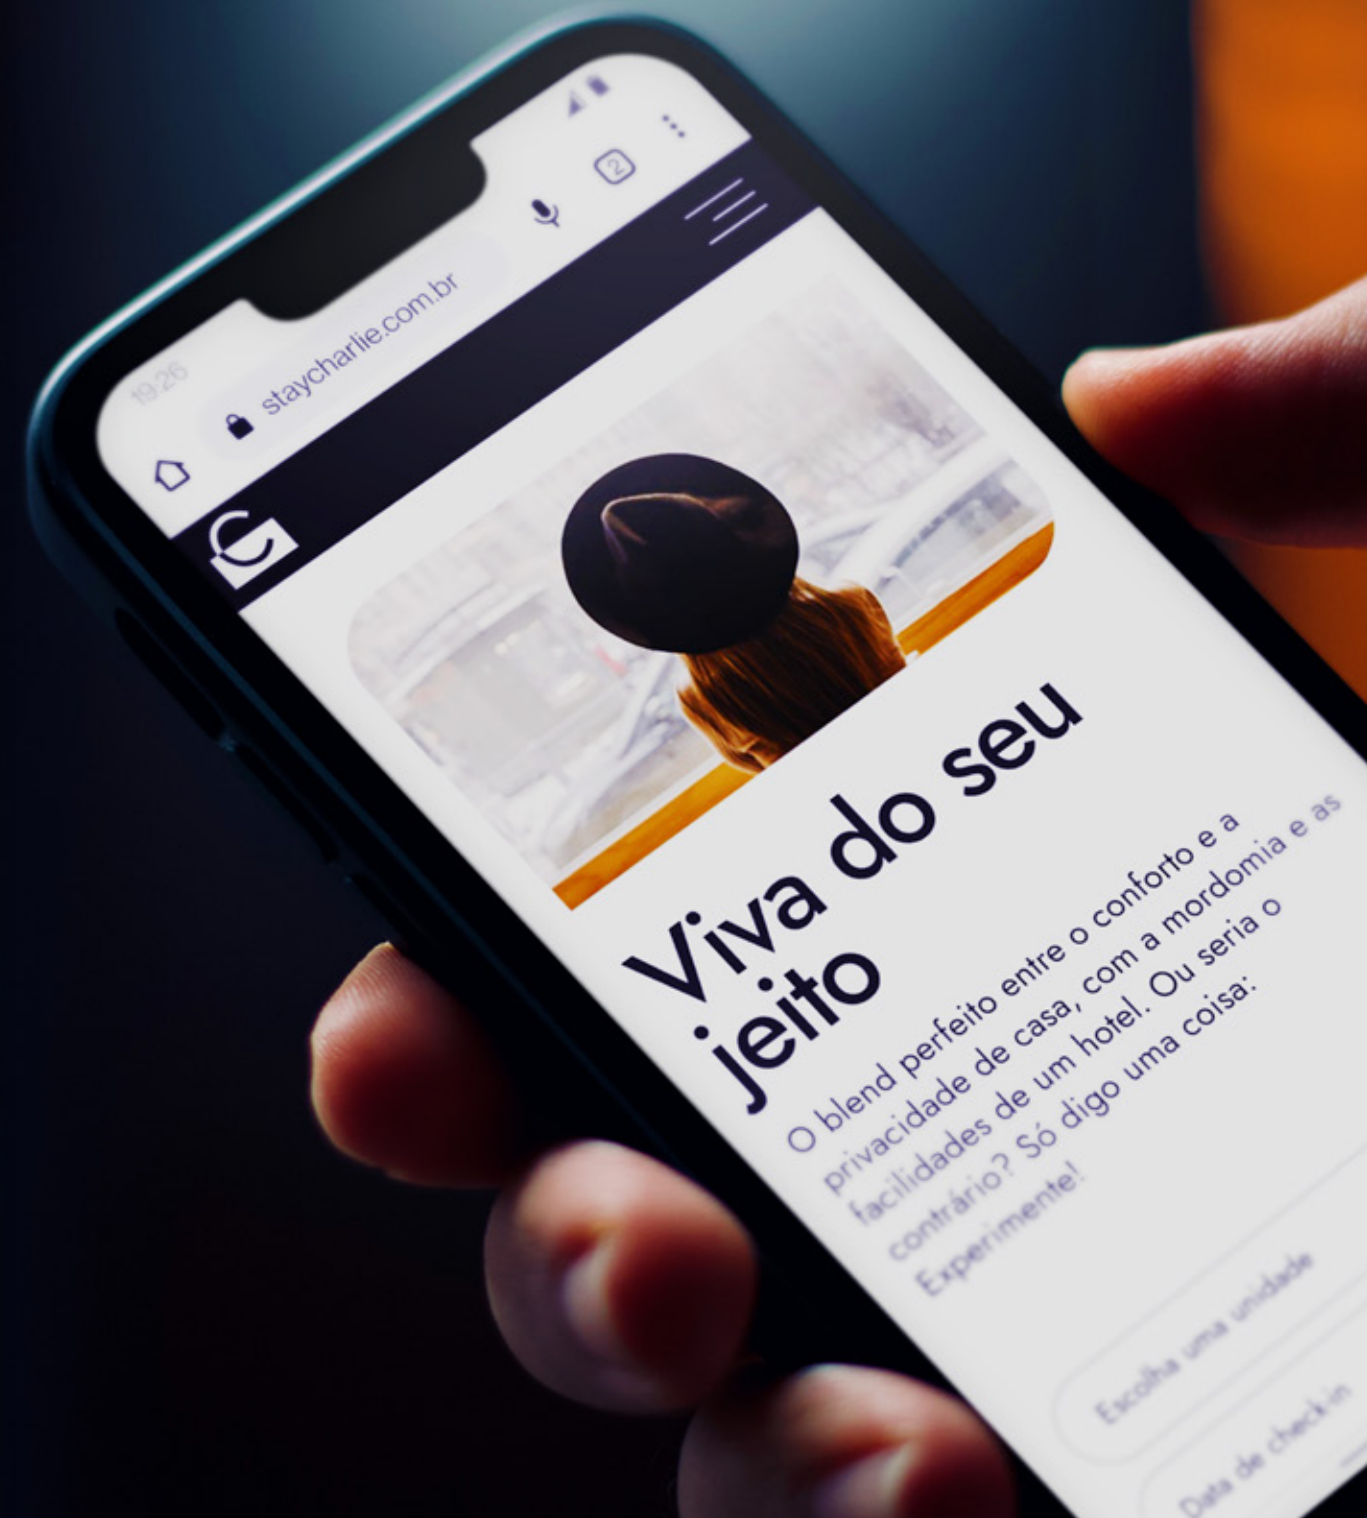 19:26
2
staycharlie.com.br
Viva do seu
jeito
O blend perfeito entre o conforto e a
privacidade de casa, com a mordomia e as
facilidades de um hotel. Ou seria o
contrário? Só digo uma coisa:
Experimente!
Escolha uma unidade
Data de check-in